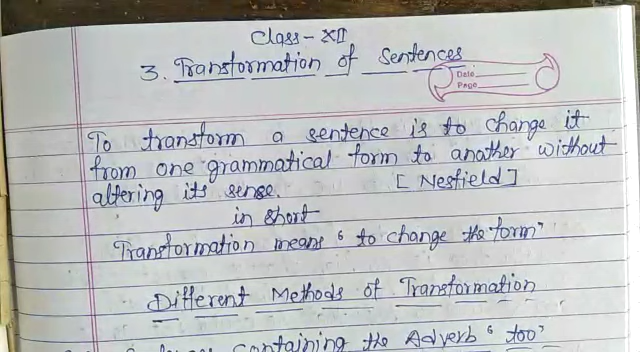 Class - XII
3. Transformation of Sentences
Date
Page
To transform a sentence is to change it
from one grammatical form to another without
altering its sense. [Nesfield]
in short
Transformation means “to change the form”
Different Methods of Transformation
containing the Adverb “too”